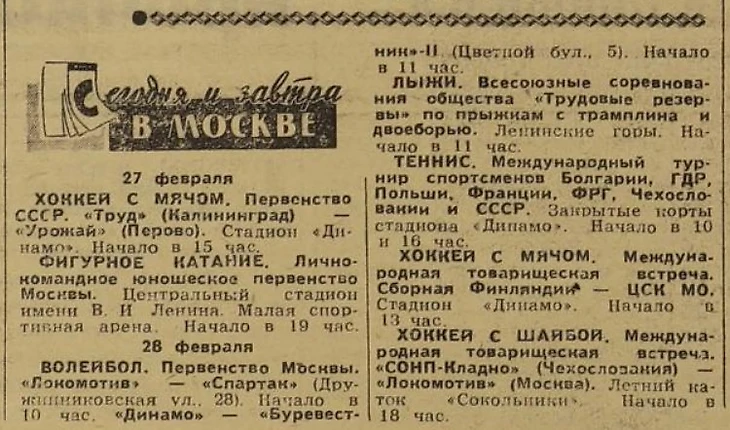 Сегодня и завтра
В МОСКВЕ
27 февраля
ХОККЕЙ С МЯЧОМ. Первенство
СССР. «Труд» (Калининград) —
«Урожай» (Перово). Стадион «Ди-
намо». Начало в 15 час.
ФИГУРНОЕ КАТАНИЕ. Лично-
командное юношеское первенство
Москвы. Центральный стадион
имени В. И Ленина. Малая спор-
тивная арена. Начало в 19 час.
28 февраля
ВОЛЕЙБОЛ. Первенство Москвы.
«Локомотив» — «Спартак» (Дру-
жинниковская ул., 28). Начало в
10 час. «Динамо» — «Буревест-
ник»-II (Цветной бул., 5). Начало
в 11 час.
ЛЫЖИ. Всесоюзные соревнова-
ния общества «Трудовые резер-
вы» по прыжкам с трамплина и
двоеборью. Ленинские горы. На-
чало в 11 час.
ТЕННИС. Международный тур-
нир спортсменов Болгарии, ГДР,
Польши, Франции, ФРГ, Чехосло-
вакии и СССР. Закрытые корты
стадиона «Динамо». Начало в 10
и 16 час.
ХОККЕЙ С МЯЧОМ. Междуна-
родная товарищеская встреча.
Сборная Финляндии — ЦСК МО.
Стадион «Динамо». Начало в
13 час.
ХОККЕЙ С ШАЙБОЙ. Междуна-
родная товарищеская встреча.
«СОНП-Кладно» (Чехословакия) —
«Локомотив» (Москва). Летний ка-
ток «Сокольники». Начало в
18 час.